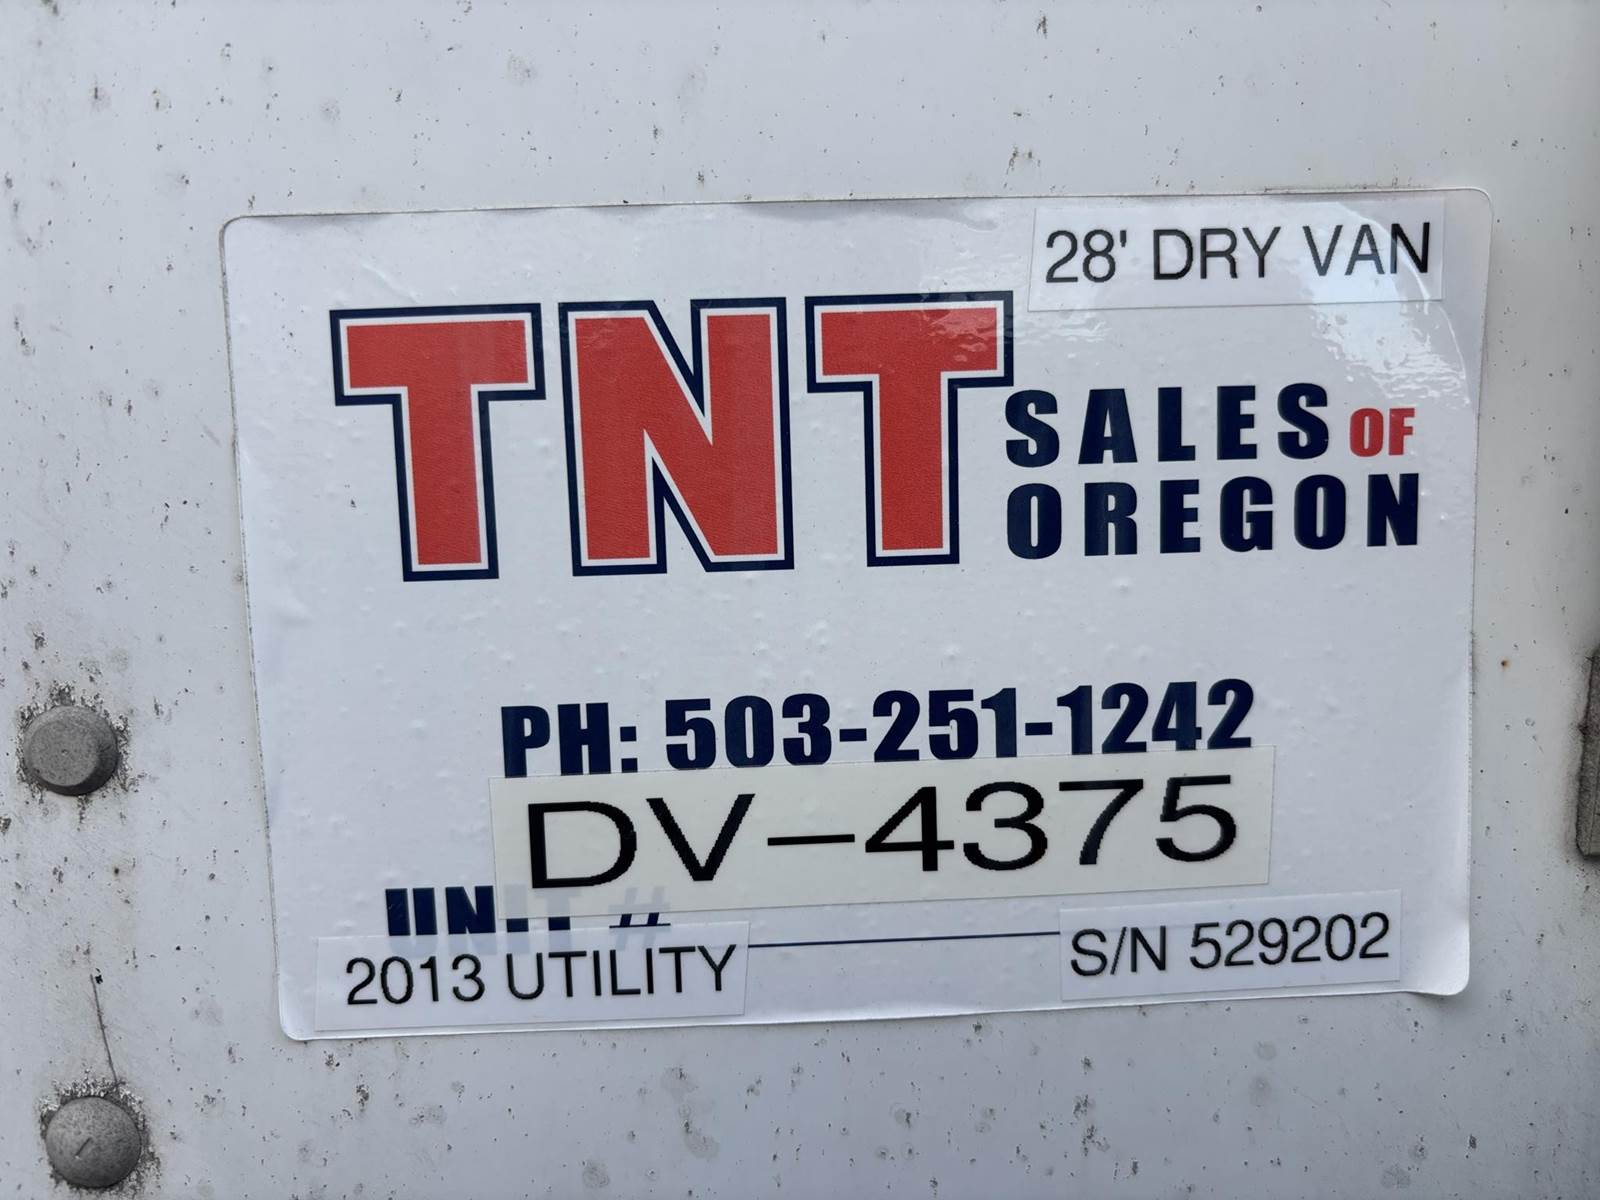 28' DRY VAN
TNT SALES OF
OREGON
PH: 503-251-1242
DV-4375
UNIT #
2013 UTILITY
S/N 529202